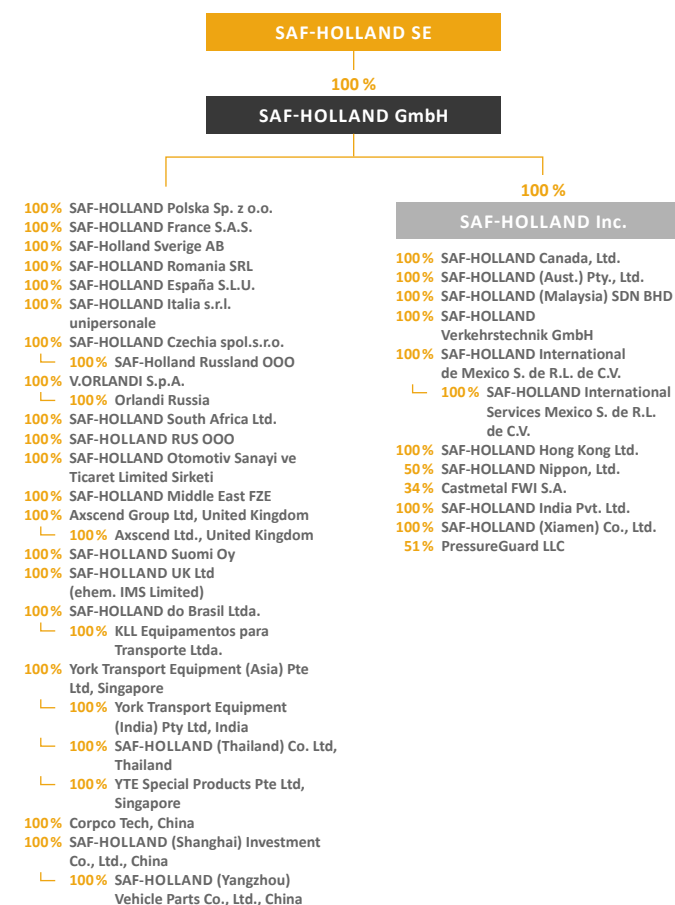 SAF-HOLLAND SE
100 %
SAF-HOLLAND GmbH
100% SAF-HOLLAND Polska Sp. z o.o.
100% SAF-HOLLAND France S.A.S.
100% SAF-Holland Sverige AB
100% SAF-HOLLAND Romania SRL
100% SAF-HOLLAND España S.L.U.
100% SAF-HOLLAND Italia s.r.l.
unipersonale
100% SAF-HOLLAND Czechia spol.s.r.o.
100% SAF-Holland Russland OOO
100% V.ORLANDI S.p.A.
100% Orlandi Russia
100% SAF-HOLLAND South Africa Ltd.
100% SAF-HOLLAND RUS OOO
100% SAF-HOLLAND Otomotiv Sanayi ve
Ticaret Limited Sirketi
100% SAF-HOLLAND Middle East FZE
100% Axscend Group Ltd, United Kingdom
100% Axscend Ltd., United Kingdom
100% SAF-HOLLAND Suomi Oy
100% SAF-HOLLAND UK Ltd
(ehem. IMS Limited)
100% SAF-HOLLAND do Brasil Ltda.
100% KLL Equipamentos para
Transporte Ltda.
100% York Transport Equipment (Asia) Pte
Ltd, Singapore
100% York Transport Equipment
(India) Pty Ltd, India
100% SAF-HOLLAND (Thailand) Co. Ltd,
Thailand
100% YTE Special Products Pte Ltd,
Singapore
100% Corpco Tech, China
100% SAF-HOLLAND (Shanghai) Investment
Co., Ltd., China
100% SAF-HOLLAND (Yangzhou)
Vehicle Parts Co., Ltd., China
100 %
SAF-HOLLAND Inc.
100% SAF-HOLLAND Canada, Ltd.
100% SAF-HOLLAND (Aust.) Pty., Ltd.
100% SAF-HOLLAND (Malaysia) SDN BHD
100% SAF-HOLLAND
Verkehrstechnik GmbH
100% SAF-HOLLAND International
de Mexico S. de R.L. de C.V.
100% SAF-HOLLAND International
Services Mexico S. de R.L.
de C.V.
100% SAF-HOLLAND Hong Kong Ltd.
50% SAF-HOLLAND Nippon, Ltd.
34% Castmetal FWI S.A.
100% SAF-HOLLAND India Pvt. Ltd.
100% SAF-HOLLAND (Xiamen) Co., Ltd.
51% PressureGuard LLC